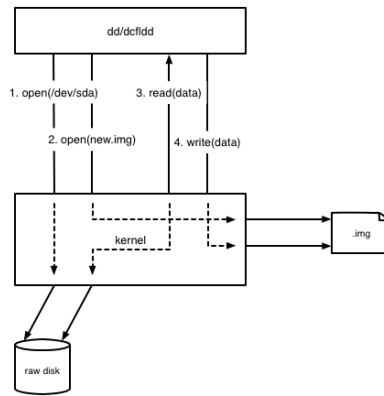 dd/dcfldd
1. open(/dev/sda)
3. read(data)
2. open(new.img)
4. write(data)
kernel
.img
raw disk